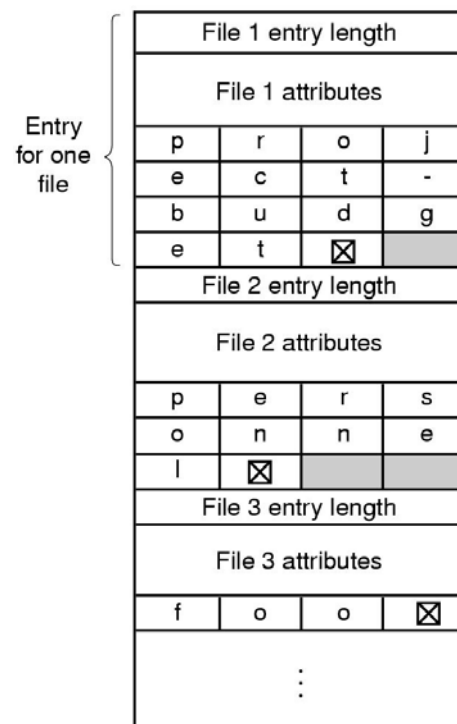 File 1 entry length
File 1 attributes
Entry
for one
file
p r o j
e c t -
b u d g
e t
File 2 entry length
File 2 attributes
p e r s
o n n e
l
File 3 entry length
File 3 attributes
f o o
⋮